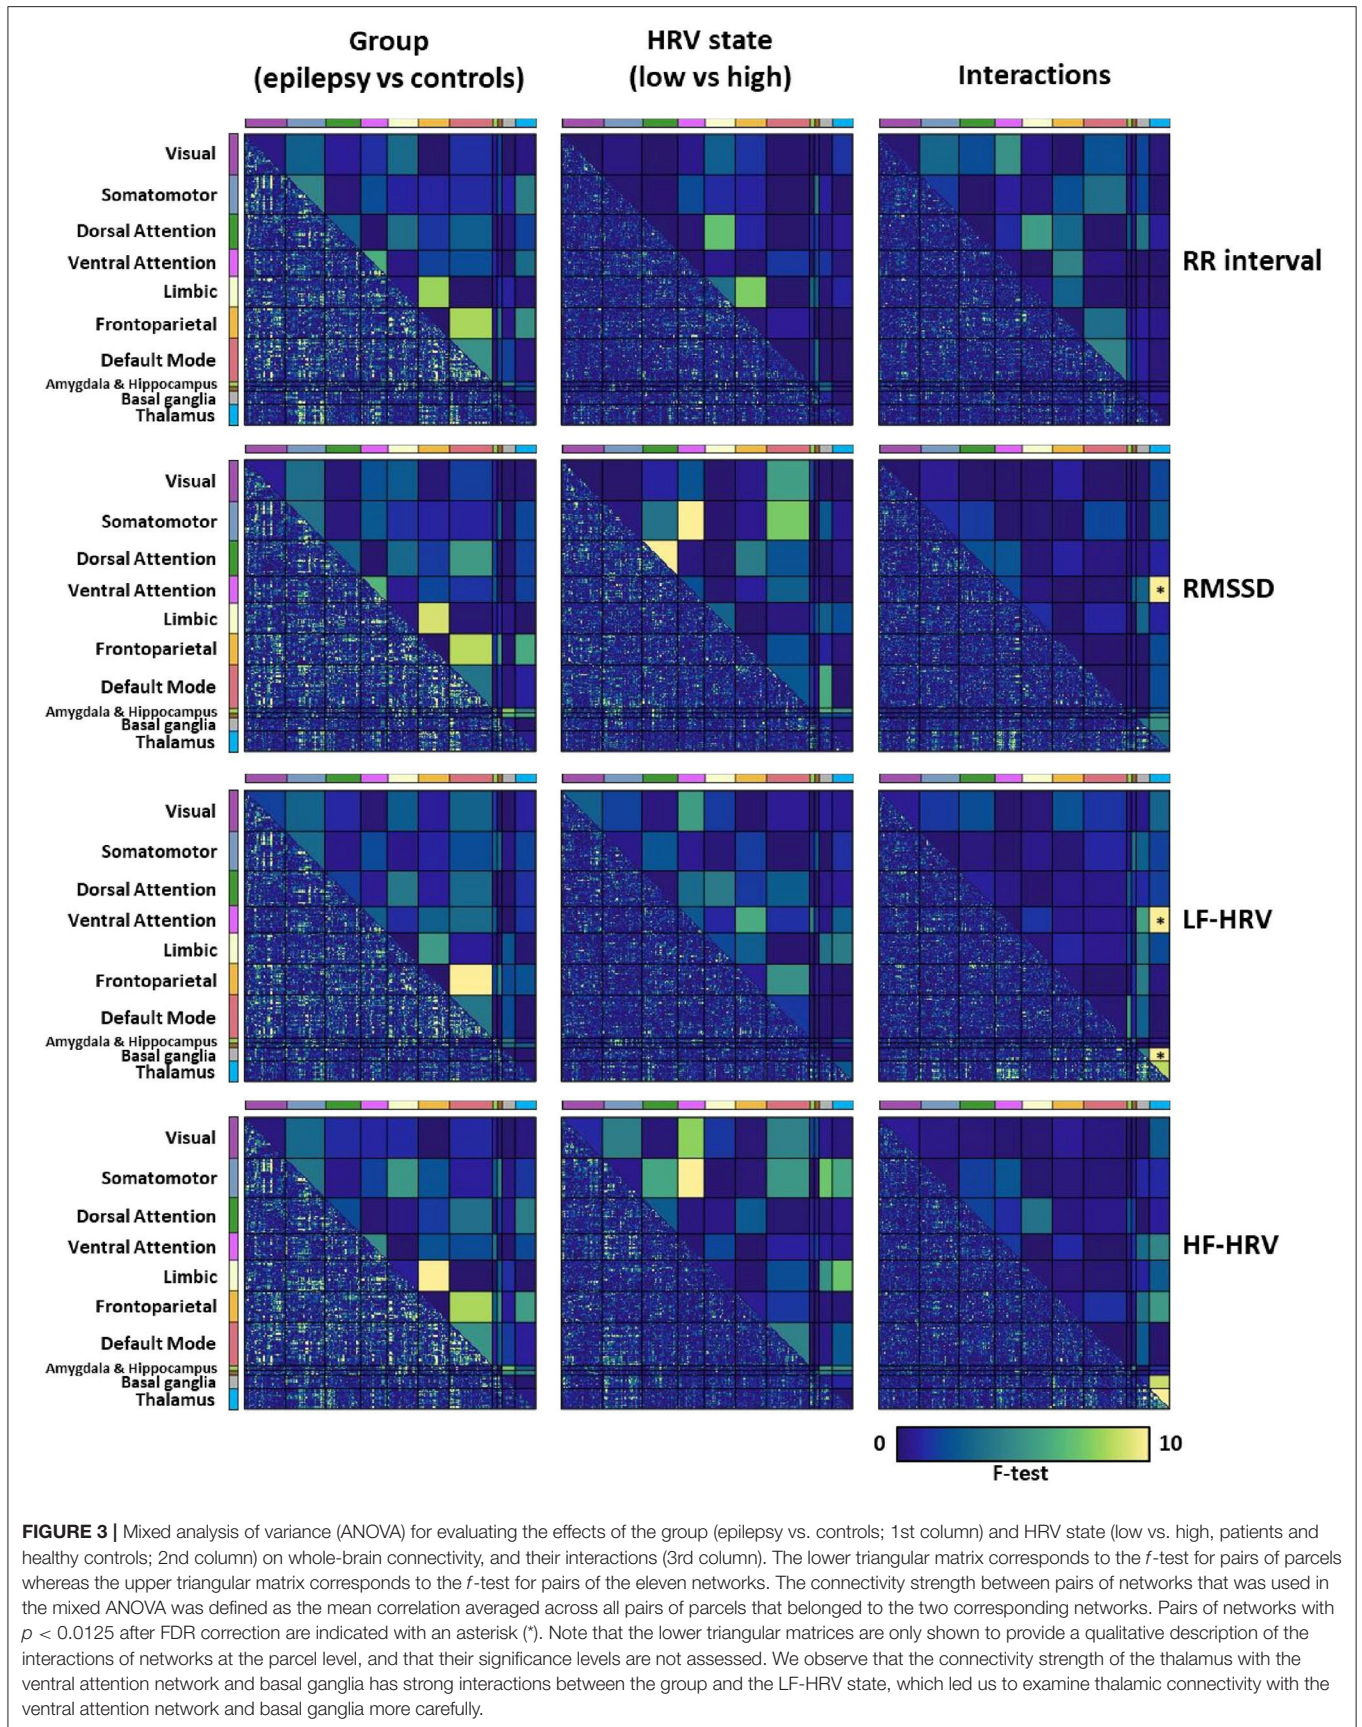 Group
(epilepsy vs controls)
HRV state
(low vs high)
Interactions
Visual
Somatomotor
Dorsal Attention
Ventral Attention
Limbic
Frontoparietal
Default Mode
Amygdala & Hippocampus
Basal ganglia
Thalamus
RR interval
Visual
Somatomotor
Dorsal Attention
Ventral Attention
Limbic
Frontoparietal
Default Mode
Amygdala & Hippocampus
Basal ganglia
Thalamus
*
RMSSD
Visual
Somatomotor
Dorsal Attention
Ventral Attention
Limbic
Frontoparietal
Default Mode
Amygdala & Hippocampus
Basal ganglia
Thalamus
*
*
LF-HRV
Visual
Somatomotor
Dorsal Attention
Ventral Attention
Limbic
Frontoparietal
Default Mode
Amygdala & Hippocampus
Basal ganglia
Thalamus
HF-HRV
0
10
F-test
FIGURE 3 | Mixed analysis of variance (ANOVA) for evaluating the effects of the group (epilepsy vs. controls; 1st column) and HRV state (low vs. high, patients and
healthy controls; 2nd column) on whole-brain connectivity, and their interactions (3rd column). The lower triangular matrix corresponds to the f-test for pairs of parcels
whereas the upper triangular matrix corresponds to the f-test for pairs of the eleven networks. The connectivity strength between pairs of networks that was used in
the mixed ANOVA was defined as the mean correlation averaged across all pairs of parcels that belonged to the two corresponding networks. Pairs of networks with
p < 0.0125 after FDR correction are indicated with an asterisk (*). Note that the lower triangular matrices are only shown to provide a qualitative description of the
interactions of networks at the parcel level, and that their significance levels are not assessed. We observe that the connectivity strength of the thalamus with the
ventral attention network and basal ganglia has strong interactions between the group and the LF-HRV state, which led us to examine thalamic connectivity with the
ventral attention network and basal ganglia more carefully.